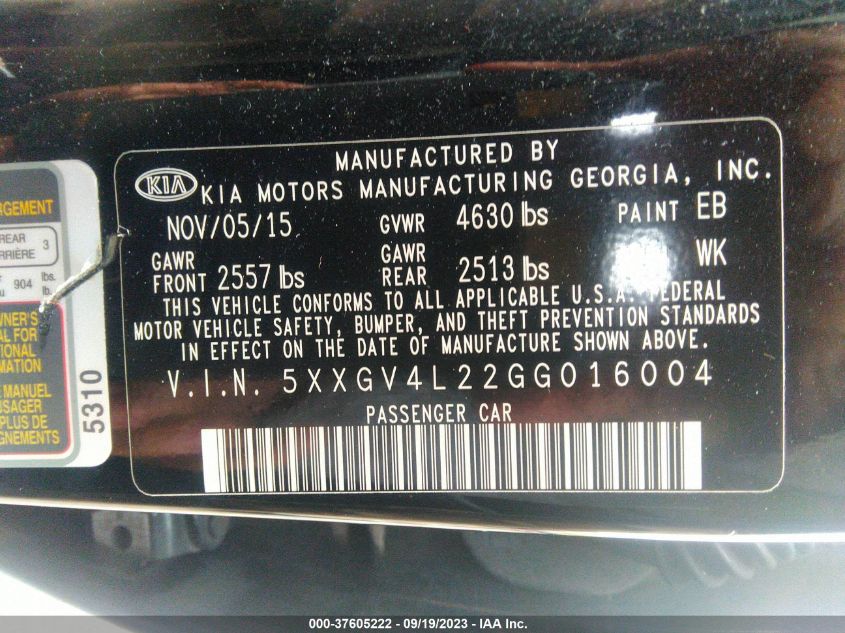 MANUFACTURED BY
KIA KIA MOTORS MANUFACTURING GEORGIA, INC.
NOV/05/15 GVWR 4630 lbs PAINT EB
GAWR FRONT 2557 lbs GAWR REAR 2513 lbs WK
THIS VEHICLE CONFORMS TO ALL APPLICABLE U.S.A. FEDERAL
MOTOR VEHICLE SAFETY, BUMPER, AND THEFT PREVENTION STANDARDS
IN EFFECT ON THE DATE OF MANUFACTURE SHOWN ABOVE.
V.I.N. 5XXGV4L22GG016004
PASSENGER CAR
REAR 3
904 lbs.
lb.
5310
000-37605222 - 09/19/2023 - IAA Inc.